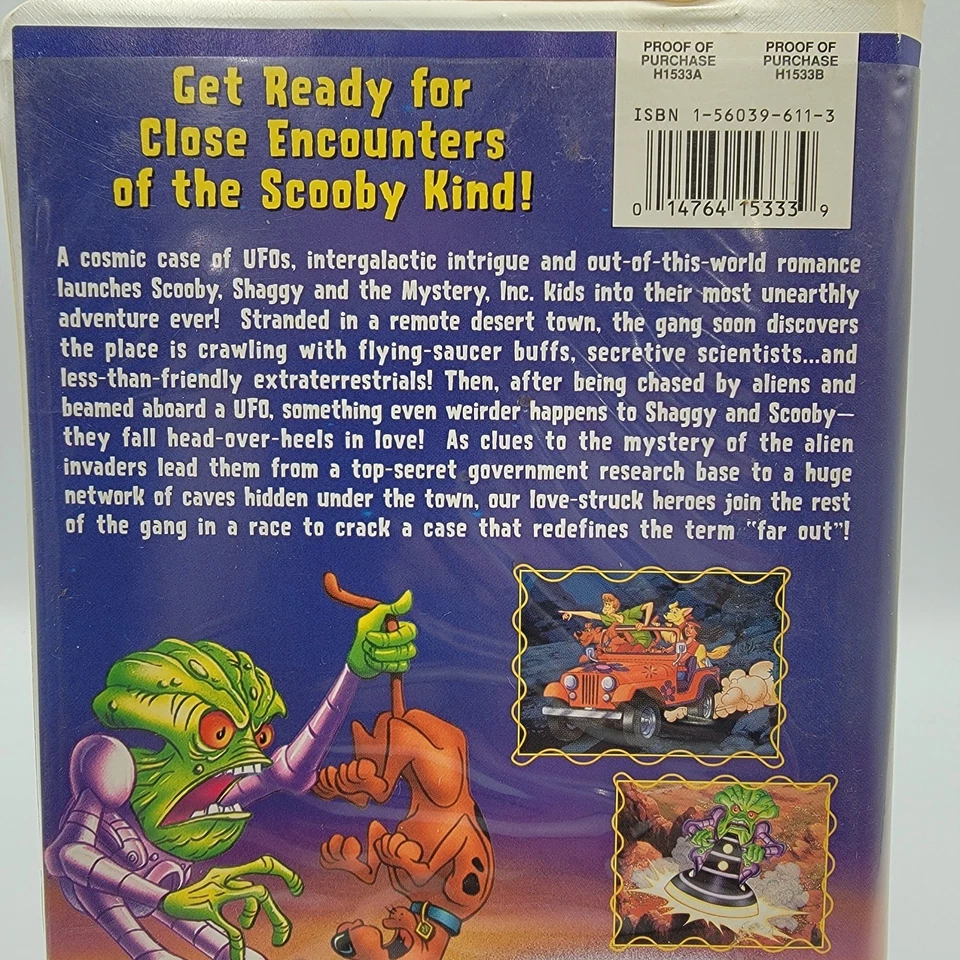 Get Ready for
Close Encounters
of the Scooby Kind!
PROOF OF PURCHASE H1533A
PROOF OF PURCHASE H1533B
ISBN 1-56039-611-3
0 14764 15333 9
A cosmic case of UFOs, intergalactic intrigue and out-of-this-world romance
launches Scooby, Shaggy and the Mystery, Inc. kids into their most unearthly
adventure ever! Stranded in a remote desert town, the gang soon discovers
the place is crawling with flying-saucer buffs, secretive scientists...and
less-than-friendly extraterrestrials! Then, after being chased by aliens and
beamed aboard a UFO, something even weirder happens to Shaggy and Scooby—
they fall head-over-heels in love! As clues to the mystery of the alien
invaders lead them from a top-secret government research base to a huge
network of caves hidden under the town, our love-struck heroes join the rest
of the gang in a race to crack a case that redefines the term "far out"!